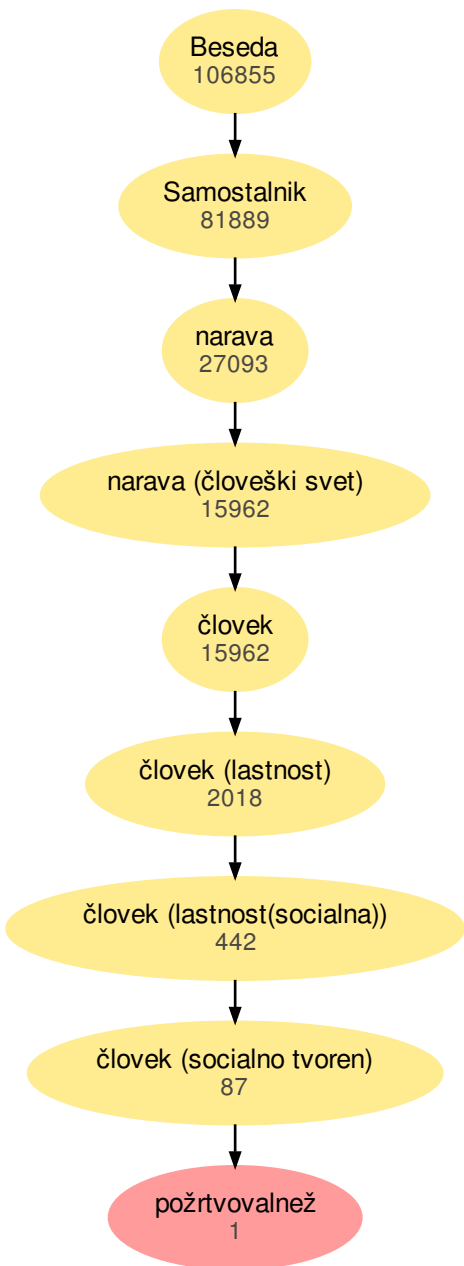 Beseda
106855
Samostalnik
81889
narava
27093
narava (človeški svet)
15962
človek
15962
človek (lastnost)
2018
človek (lastnost(socialna))
442
človek (socialno tvoren)
87
požrtvovalnež
1